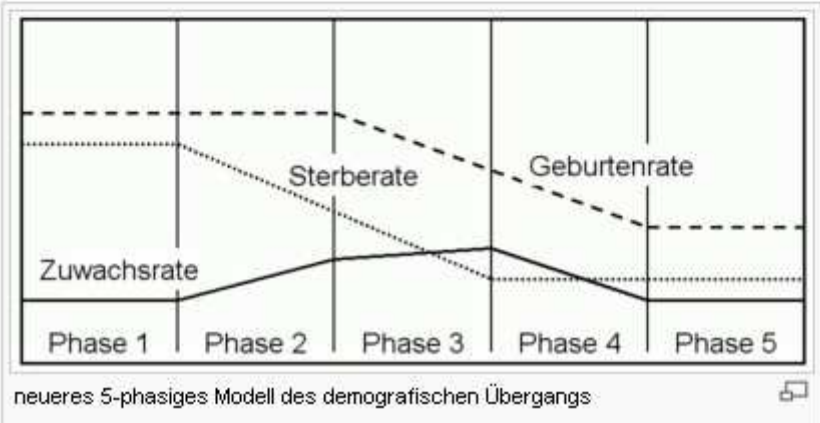 Geburtenrate
Sterberate
Zuwachsrate
Phase 1 Phase 2 Phase 3 Phase 4 Phase 5
neueres 5-phasiges Modell des demografischen Übergangs